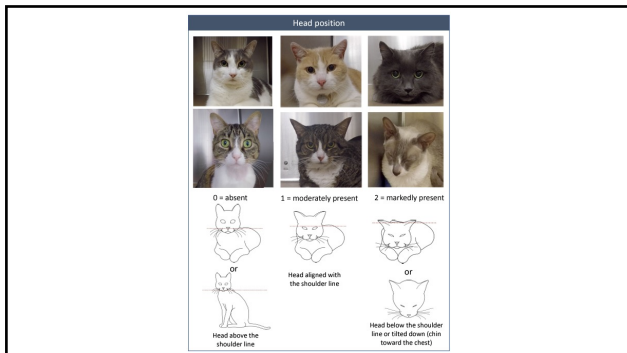 Head position
0 = absent
1 = moderately present
2 = markedly present
or
Head above the
shoulder line
Head aligned with
the shoulder line
or
Head below the shoulder
line or tilted down (chin
toward the chest)